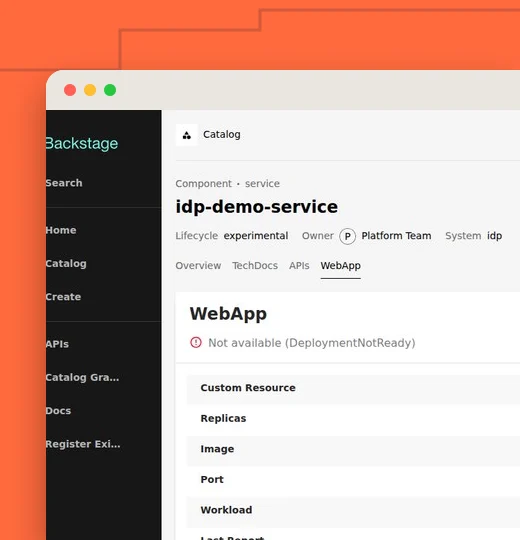 Backstage
Search
Home
Catalog
Create
APIs
Catalog Gra...
Docs
Register Exi...
Catalog
Component • service
idp-demo-service
Lifecycle experimental Owner P Platform Team System idp
Overview TechDocs APIs WebApp
WebApp
Not available (DeploymentNotReady)
Custom Resource
Replicas
Image
Port
Workload
Last Report